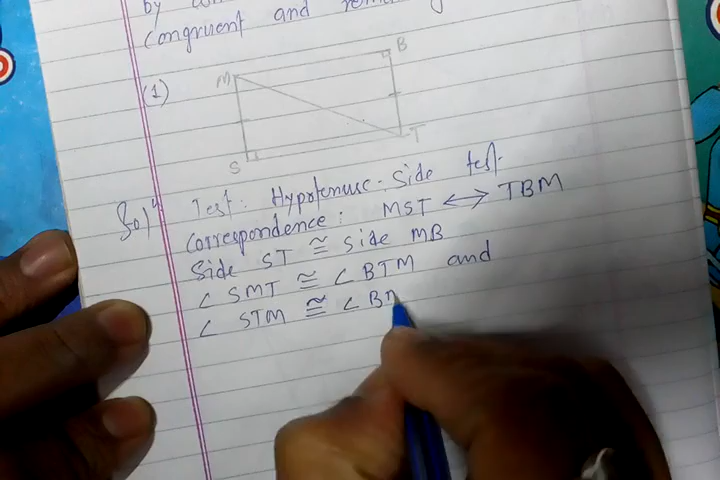 by
congruent and
(1)
M B
S T
Sol
Test: Hypotenuse-Side test.
Correspondence: MST ↔ TBM
Side ST ≅ Side MB
∠ SMT ≅ ∠ BTM and
∠ STM ≅ ∠ BM